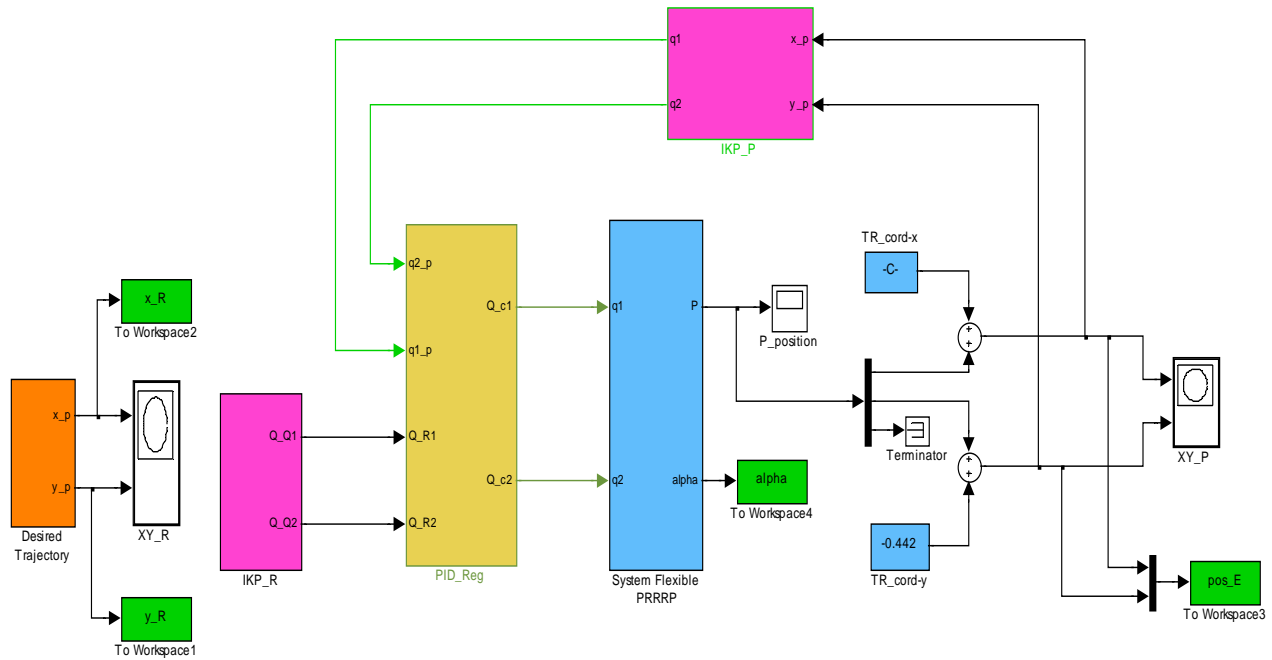 q1
x_p
q2
y_p
IKP_P
TR_cord-x
-C-
q2_p
x_R
To Workspace2
Q_c1
q1
P
P_position
+
+
q1_p
x_p
Q_Q1
Q_R1
+
+
Terminator
XY_P
y_p
Q_c2
q2
alpha
alpha
To Workspace4
Desired
Trajectory
XY_R
Q_Q2
Q_R2
-0.442
IKP_R
PID_Reg
System Flexible
PRRRP
TR_cord-y
pos_E
To Workspace3
y_R
To Workspace1